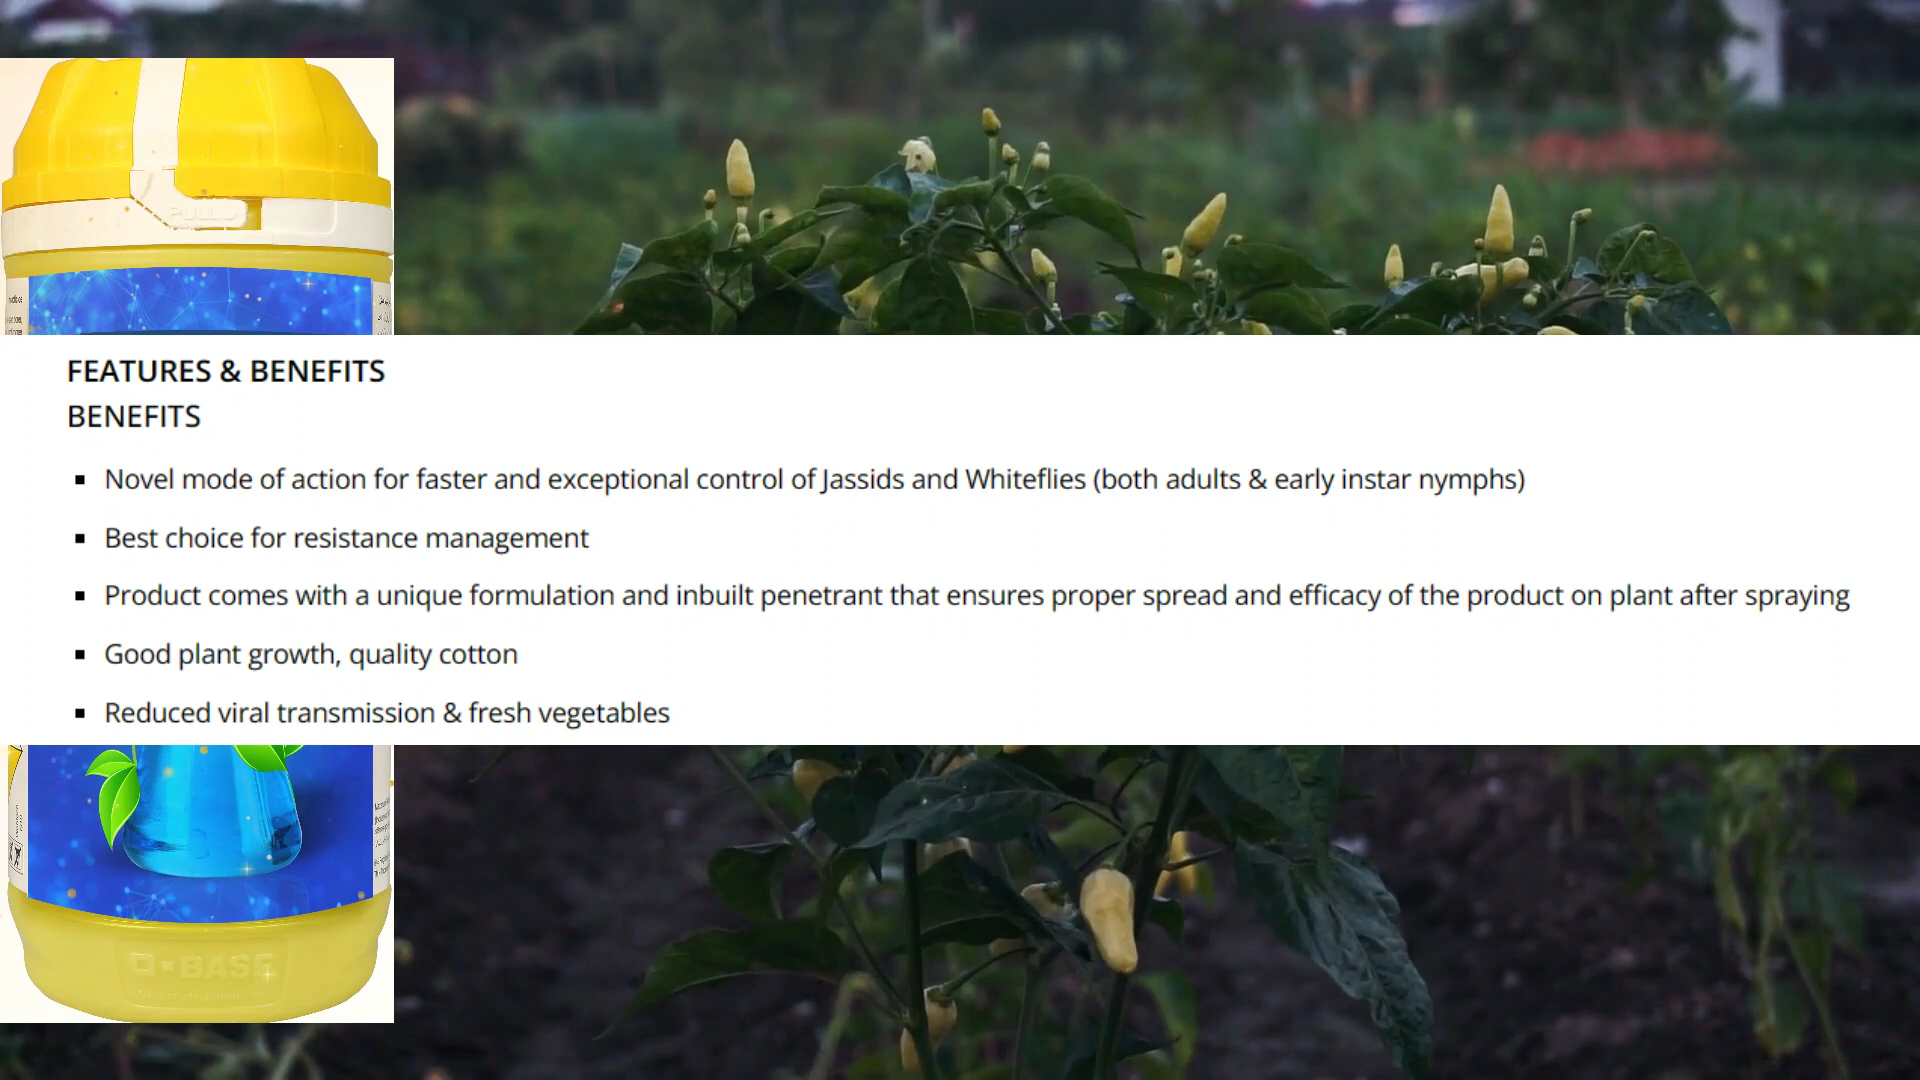 PULL
FEATURES & BENEFITS
BENEFITS
▪ Novel mode of action for faster and exceptional control of Jassids and Whiteflies (both adults & early instar nymphs)
▪ Best choice for resistance management
▪ Product comes with a unique formulation and inbuilt penetrant that ensures proper spread and efficacy of the product on plant after spraying
▪ Good plant growth, quality cotton
▪ Reduced viral transmission & fresh vegetables
BASF